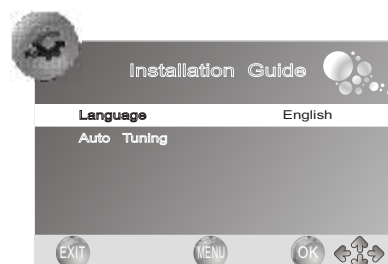 Installation Guide
Language English
Auto Tuning
EXIT MENU OK